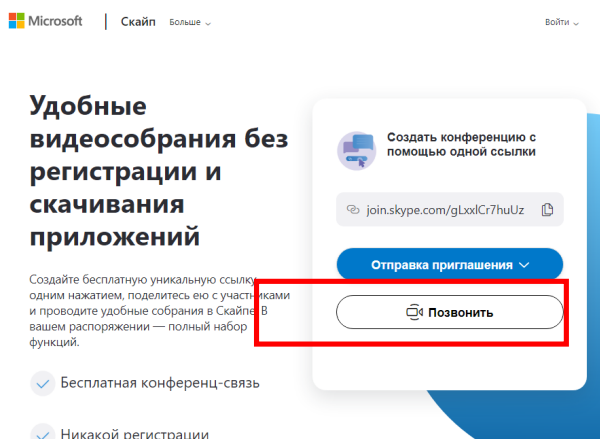 Microsoft
Скайп
Больше
Войти
Удобные
видеособрания без
регистрации и
скачивания
приложений
Создайте бесплатную уникальную ссылку
одним нажатием, поделитесь ею с участниками
и проводите удобные собрания в Скайпе. В
вашем распоряжении — полный набор
функций.
Бесплатная конференц-связь
Никакой регистрации
Создать конференцию с
помощью одной ссылки
join.skype.com/gLxxlCr7huUz
Отправка приглашения
Позвонить